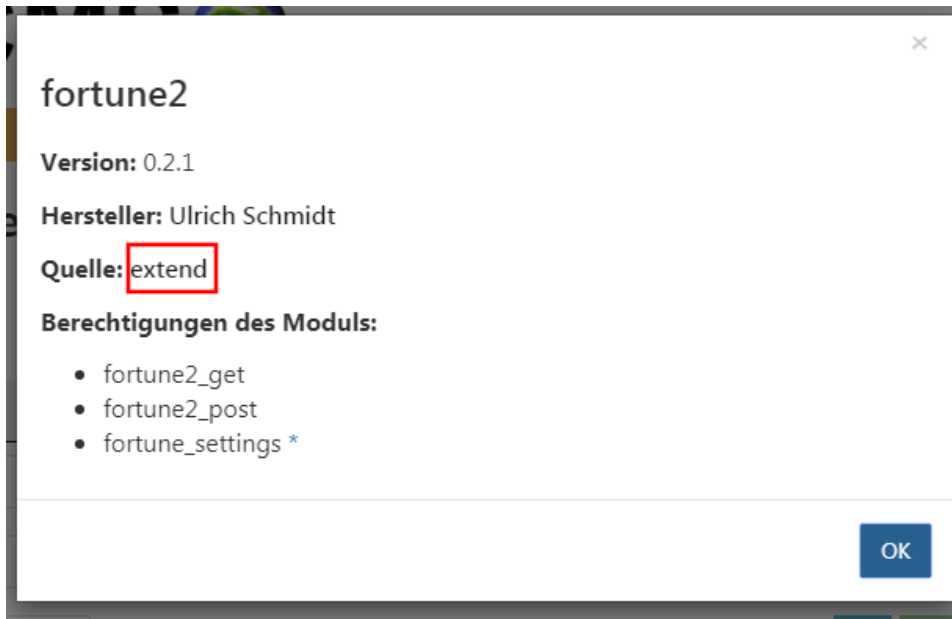 ×
fortune2
Version: 0.2.1
Hersteller: Ulrich Schmidt
Quelle: extend
Berechtigungen des Moduls:
• fortune2_get
• fortune2_post
• fortune_settings *
OK